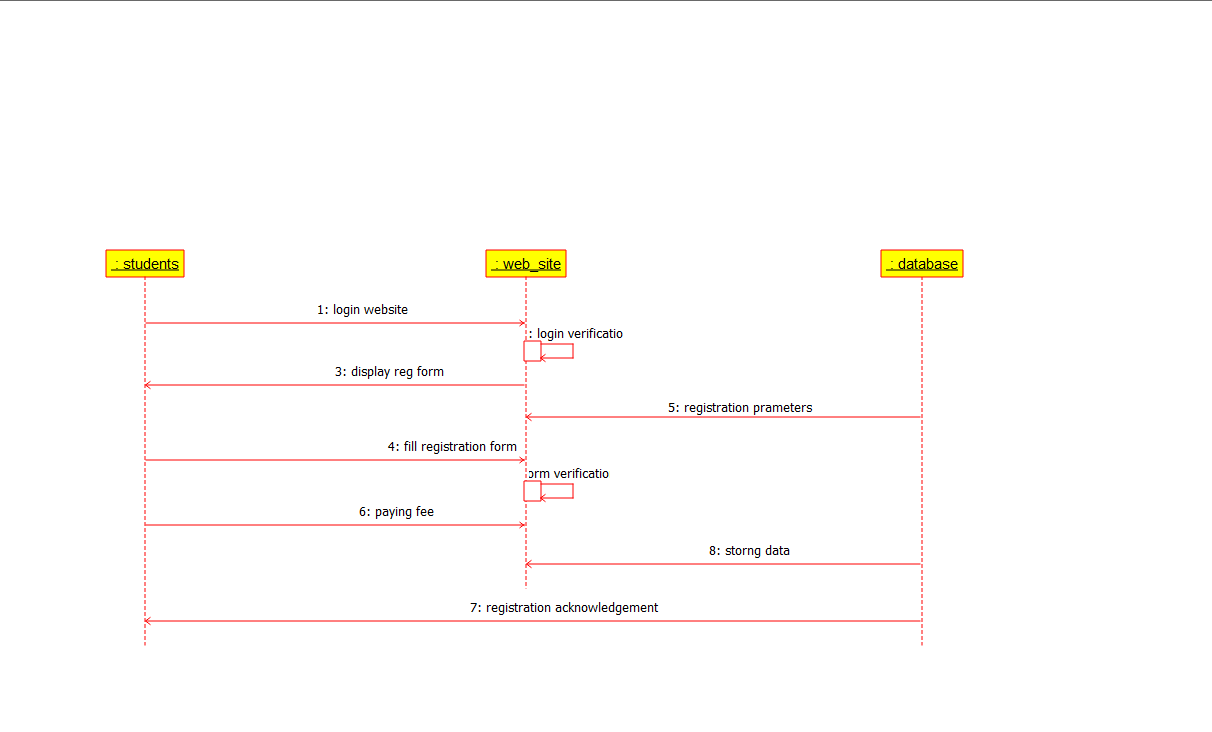 : students
: web_site
: database
1: login website
: login verificatio
3: display reg form
5: registration prameters
4: fill registration form
orm verificatio
6: paying fee
8: storng data
7: registration acknowledgement